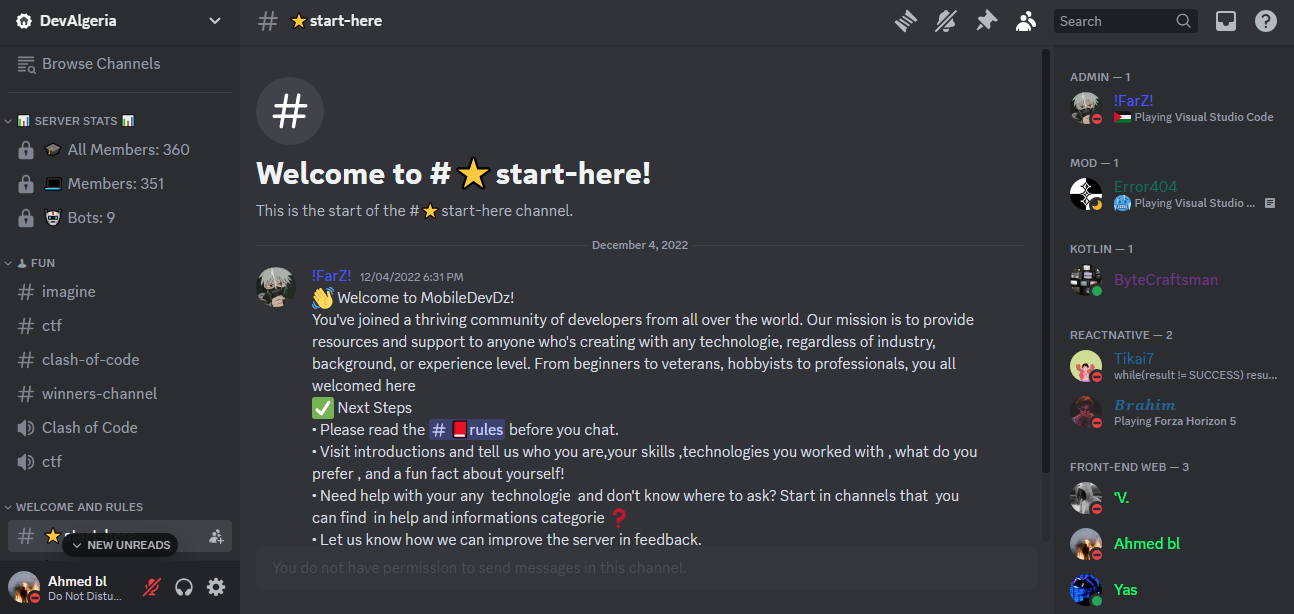 DevAlgeria
Browse Channels
📊 SERVER STATS 📊
🎓 All Members: 360
💻 Members: 351
🤖 Bots: 9
FUN
imagine
ctf
clash-of-code
winners-channel
Clash of Code
ctf
WELCOME AND RULES
NEW UNREADS
Ahmed bl
Do Not Distu...
# ⭐start-here
Search
Welcome to #⭐start-here!
This is the start of the #⭐start-here channel.
December 4, 2022
!FarZ! 12/04/2022 6:31 PM
👋 Welcome to MobileDevDz!
You've joined a thriving community of developers from all over the world. Our mission is to provide
resources and support to anyone who's creating with any technologie, regardless of industry,
background, or experience level. From beginners to veterans, hobbyists to professionals, you all
welcomed here
✅ Next Steps
• Please read the # 📕rules before you chat.
• Visit introductions and tell us who you are,your skills ,technologies you worked with , what do you
prefer , and a fun fact about yourself!
• Need help with your any technologie and don't know where to ask? Start in channels that you
can find in help and informations categorie ❓
• Let us know how we can improve the server in feedback.
You do not have permission to send messages in this channel.
ADMIN — 1
!FarZ!
🇵🇸 Playing Visual Studio Code
MOD — 1
Error404
🥶 Playing Visual Studio ...
KOTLIN — 1
ByteCraftsman
REACTNATIVE — 2
Tikai7
while(result != SUCCESS) resu...
Brahim
Playing Forza Horizon 5
FRONT-END WEB — 3
'V.
Ahmed bl
Yas